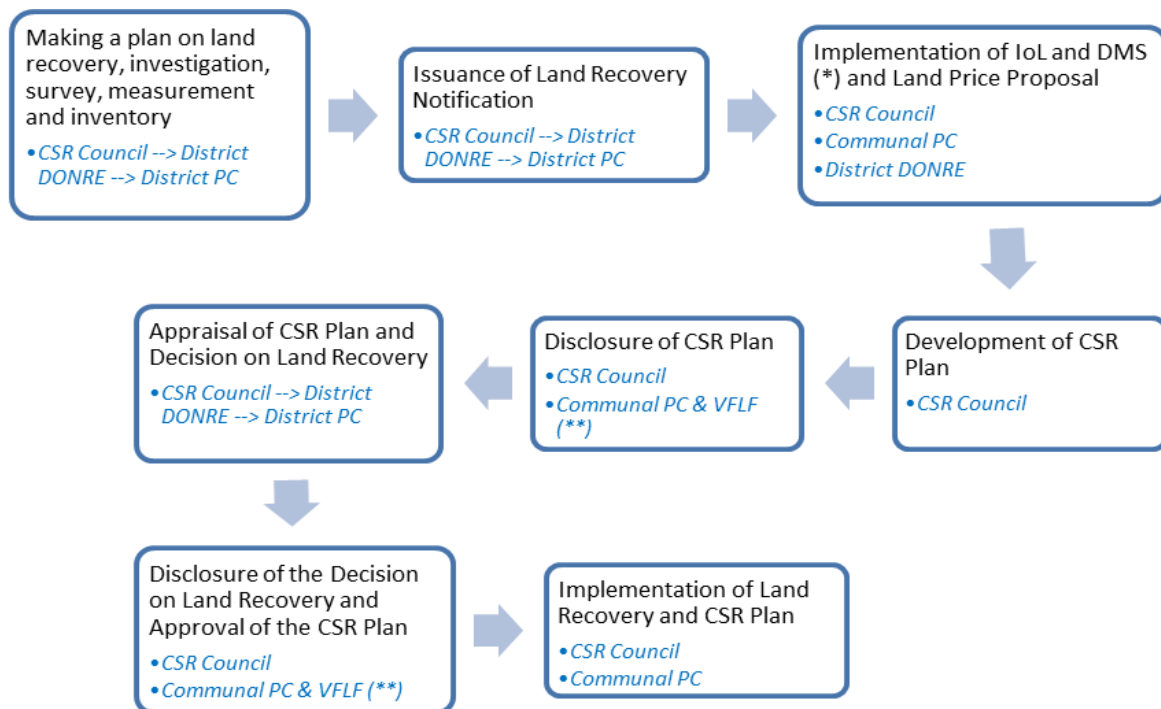 Making a plan on land
recovery, investigation,
survey, measurement
and inventory
•CSR Council --> District
DONRE --> District PC
Issuance of Land Recovery
Notification
•CSR Council --> District
DONRE --> District PC
Implementation of IoL and DMS
(*) and Land Price Proposal
•CSR Council
•Communal PC
•District DONRE
Development of CSR
Plan
•CSR Council
Disclosure of CSR Plan
•CSR Council
•Communal PC & VFLF
(**)
Appraisal of CSR Plan and
Decision on Land Recovery
•CSR Council --> District
DONRE --> District PC
Disclosure of the Decision
on Land Recovery and
Approval of the CSR Plan
•CSR Council
•Communal PC & VFLF (**)
Implementation of Land
Recovery and CSR Plan
•CSR Council
•Communal PC